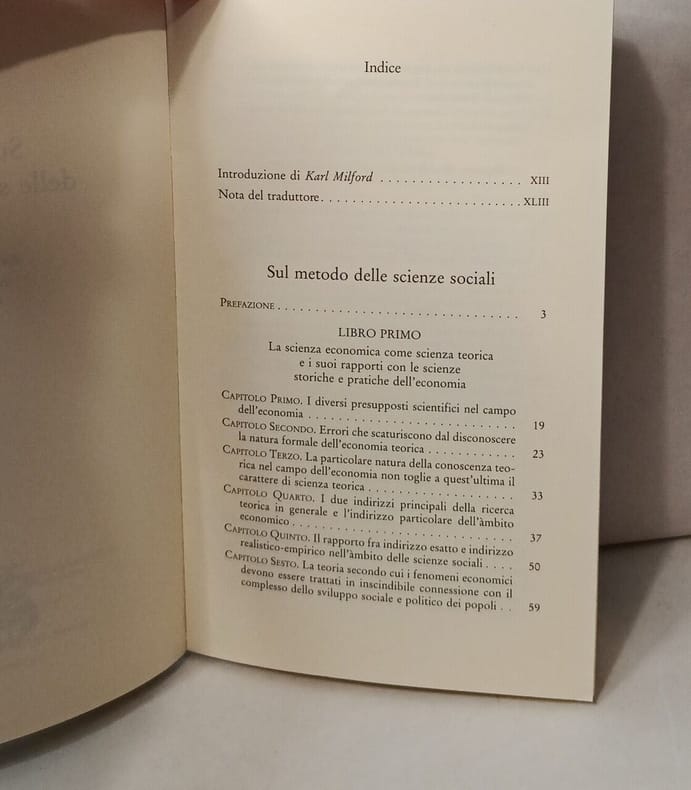 Indice
Introduzione di Karl Milford . . . . . . . . . . . . . . . . . . XIII
Nota del traduttore. . . . . . . . . . . . . . . . . . . . . . . . . XLIII
Sul metodo delle scienze sociali
PREFAZIONE . . . . . . . . . . . . . . . . . . . . . . . . . . . . . 3
LIBRO PRIMO
La scienza economica come scienza teorica
e i suoi rapporti con le scienze
storiche e pratiche dell'economia
CAPITOLO PRIMO. I diversi presupposti scientifici nel campo
dell'economia . . . . . . . . . . . . . . . . . . . . . . . . . . 19
CAPITOLO SECONDO. Errori che scaturiscono dal disconoscere
la natura formale dell'economia teorica . . . . . . . . . . . 23
CAPITOLO TERZO. La particolare natura della conoscenza teo-
rica nel campo dell'economia non toglie a quest'ultima il
carattere di scienza teorica . . . . . . . . . . . . . . . . . . 33
CAPITOLO QUARTO. I due indirizzi principali della ricerca
teorica in generale e l'indirizzo particolare dell'àmbito
economico . . . . . . . . . . . . . . . . . . . . . . . . . . . . 37
CAPITOLO QUINTO. Il rapporto fra indirizzo esatto e indirizzo
realistico-empirico nell'àmbito delle scienze sociali . . . . 50
CAPITOLO SESTO. La teoria secondo cui i fenomeni economici
devono essere trattati in inscindibile connessione con il
complesso dello sviluppo sociale e politico dei popoli . . 59